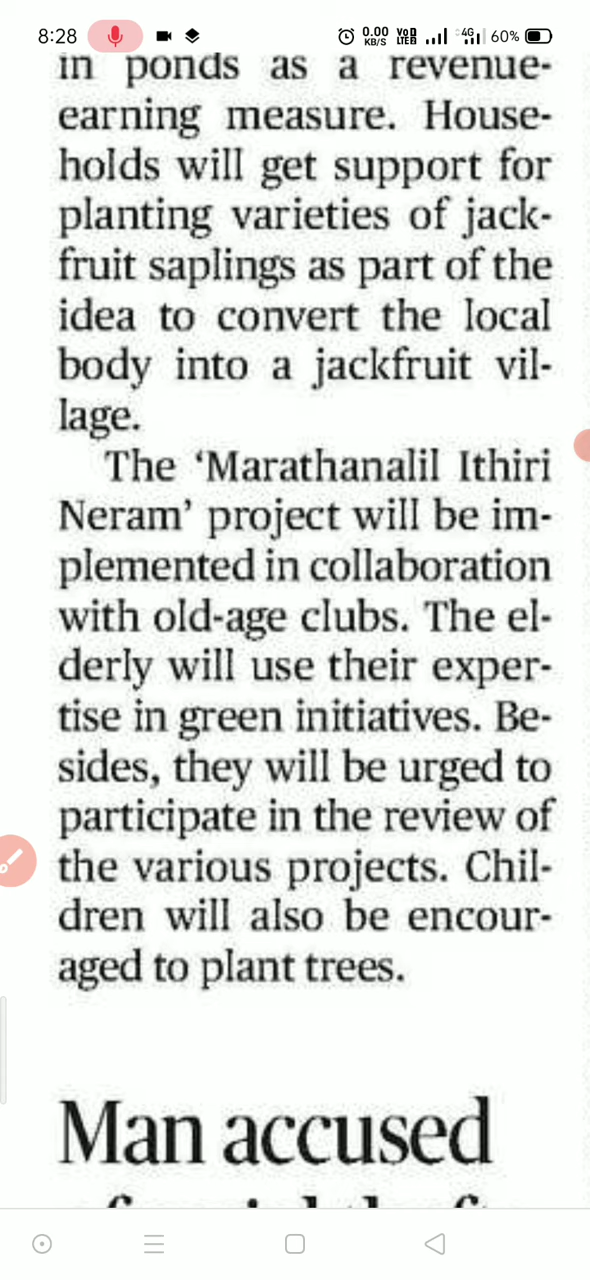 8:28
0.00
KB/S
4G
60%
in ponds as a revenue-
earning measure. House-
holds will get support for
planting varieties of jack-
fruit saplings as part of the
idea to convert the local
body into a jackfruit vil-
lage.
The ‘Marathanalil Ithiri
Neram’ project will be im-
plemented in collaboration
with old-age clubs. The el-
derly will use their exper-
tise in green initiatives. Be-
sides, they will be urged to
participate in the review of
the various projects. Chil-
dren will also be encour-
aged to plant trees.
Man accused